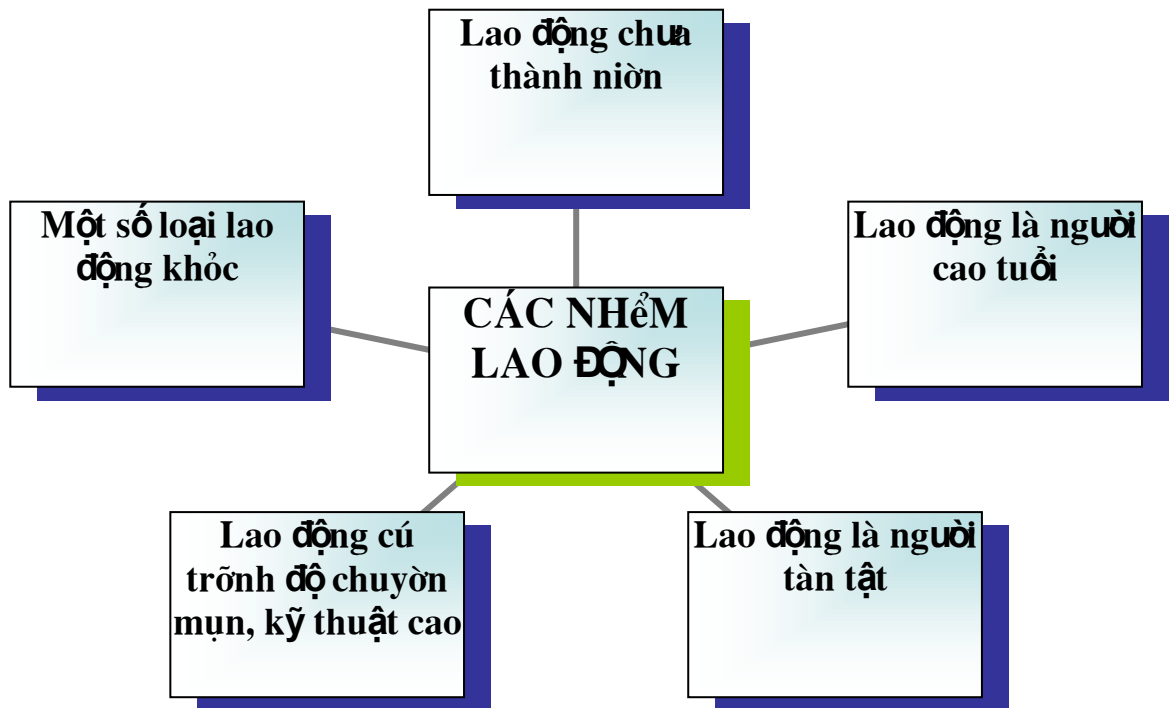 Lao động chưa
thành niờn
Một số loại lao
động khỏc
Lao động là người
cao tuổi
CÁC NHểM
LAO ĐỘNG
Lao động cú
trỡnh độ chuyờn
mụn, kỹ thuật cao
Lao động là người
tàn tật